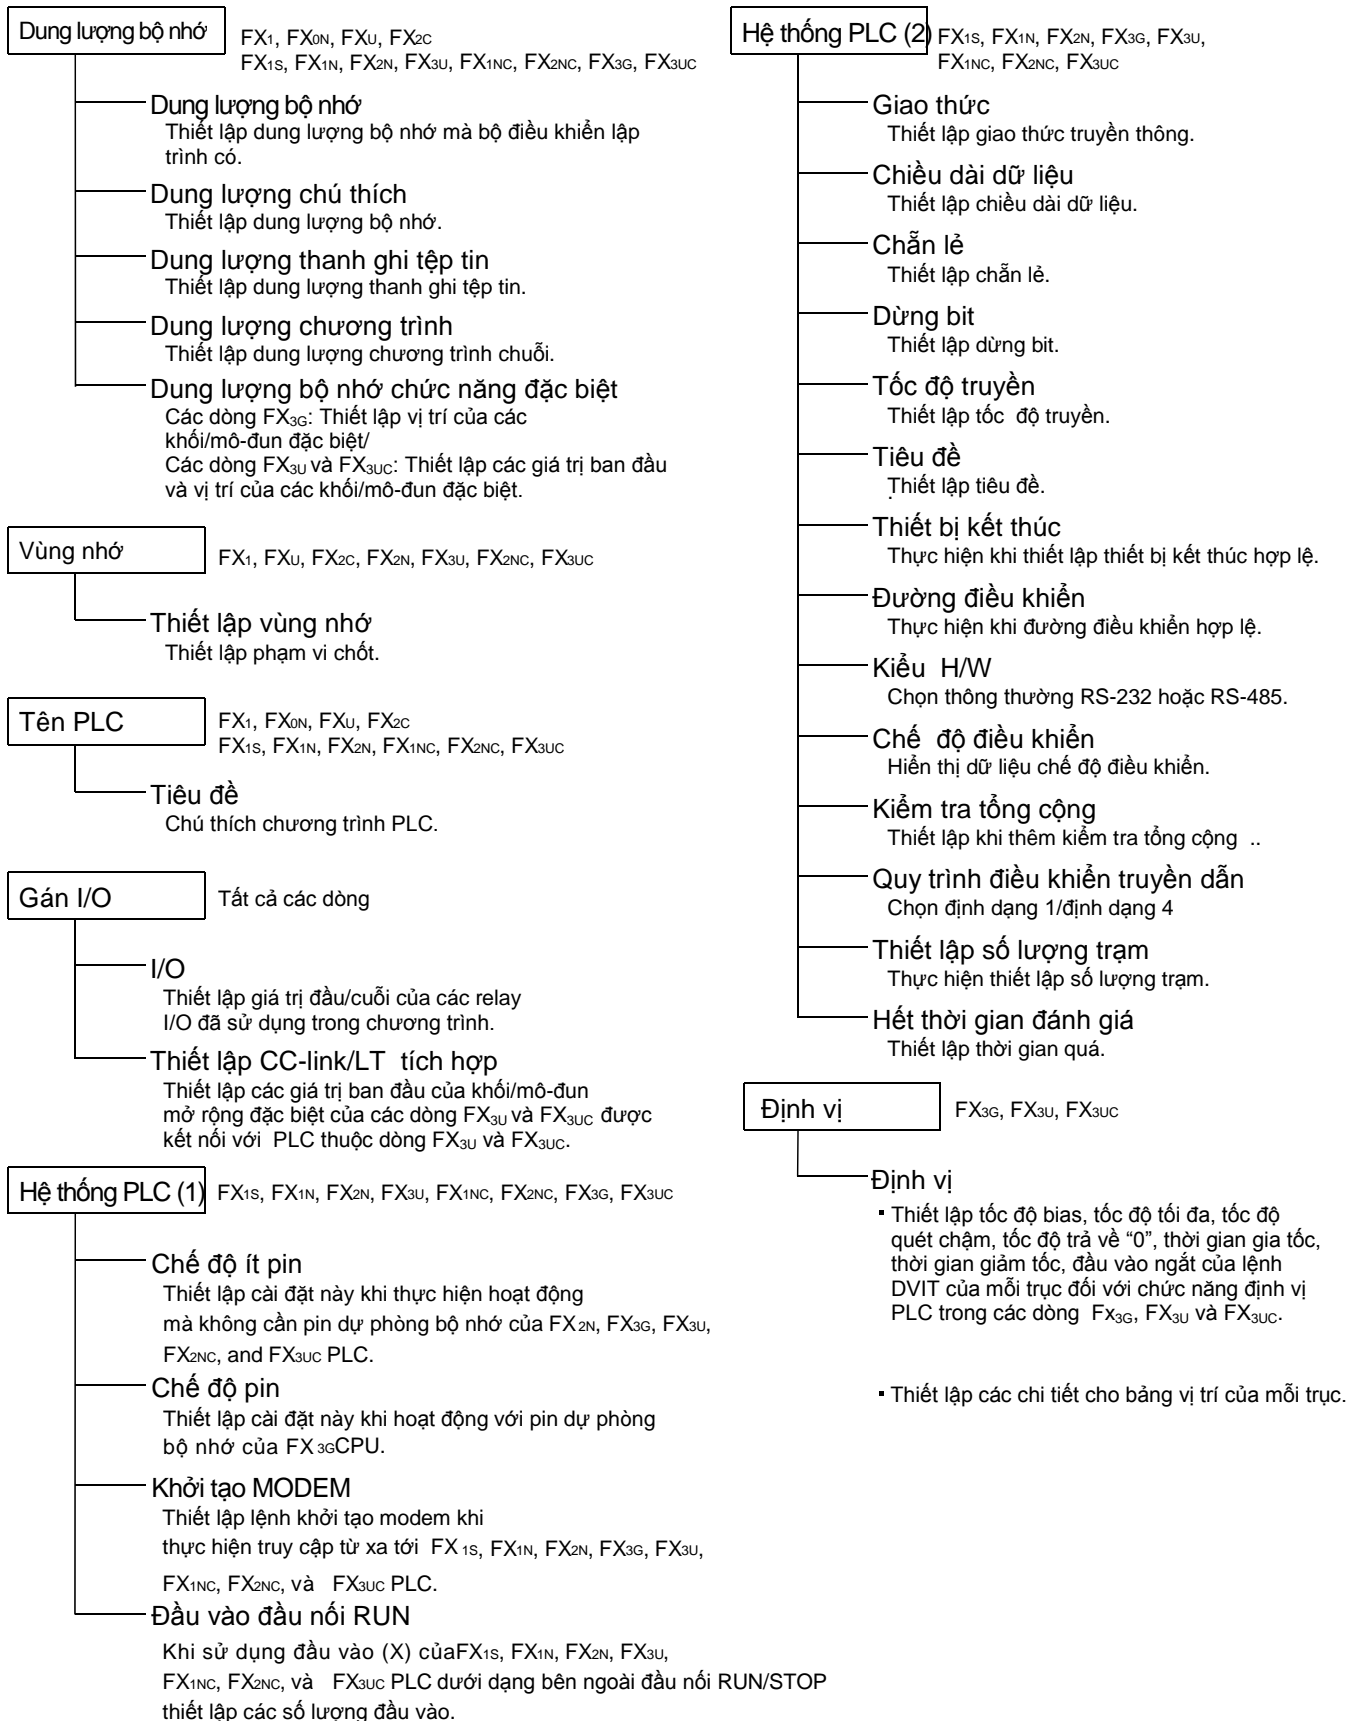 Dung lượng bộ nhớ
FX1, FX0N, FXU, FX2C
FX1S, FX1N, FX2N, FX3U, FX1NC, FX2NC, FX3G, FX3UC
Dung lượng bộ nhớ
Thiết lập dung lượng bộ nhớ mà bộ điều khiển lập
trình có.
Dung lượng chú thích
Thiết lập dung lượng bộ nhớ.
Dung lượng thanh ghi tệp tin
Thiết lập dung lượng thanh ghi tệp tin.
Dung lượng chương trình
Thiết lập dung lượng chương trình chuỗi.
Dung lượng bộ nhớ chức năng đặc biệt
Các dòng FX3G: Thiết lập vị trí của các
khối/mô-đun đặc biệt/
Các dòng FX3U và FX3UC: Thiết lập các giá trị ban đầu
và vị trí của các khối/mô-đun đặc biệt.
Vùng nhớ
FX1, FXU, FX2C, FX2N, FX3U, FX2NC, FX3UC
Thiết lập vùng nhớ
Thiết lập phạm vi chốt.
Tên PLC
FX1, FX0N, FXU, FX2C
FX1S, FX1N, FX2N, FX1NC, FX2NC, FX3UC
Tiêu đề
Chú thích chương trình PLC.
Gán I/O
Tất cả các dòng
I/O
Thiết lập giá trị đầu/cuối của các relay
I/O đã sử dụng trong chương trình.
Thiết lập CC-link/LT tích hợp
Thiết lập các giá trị ban đầu của khối/mô-đun
mở rộng đặc biệt của các dòng FX3U và FX3UC được
kết nối với PLC thuộc dòng FX3U và FX3UC.
Hệ thống PLC (1)
FX1S, FX1N, FX2N, FX3U, FX1NC, FX2NC, FX3G, FX3UC
Chế độ ít pin
Thiết lập cài đặt này khi thực hiện hoạt động
mà không cần pin dự phòng bộ nhớ của FX2N, FX3G, FX3U,
FX2NC, and FX3UC PLC.
Chế độ pin
Thiết lập cài đặt này khi hoạt động với pin dự phòng
bộ nhớ của FX3GCPU.
Khởi tạo MODEM
Thiết lập lệnh khởi tạo modem khi
thực hiện truy cập từ xa tới FX1S, FX1N, FX2N, FX3G, FX3U,
FX1NC, FX2NC, và FX3UC PLC.
Đầu vào đầu nối RUN
Khi sử dụng đầu vào (X) củaFX1S, FX1N, FX2N, FX3U,
FX1NC, FX2NC, và FX3UC PLC dưới dạng bên ngoài đầu nối RUN/STOP
thiết lập các số lượng đầu vào.
Hệ thống PLC (2)
FX1S, FX1N, FX2N, FX3G, FX3U,
FX1NC, FX2NC, FX3UC
Giao thức
Thiết lập giao thức truyền thông.
Chiều dài dữ liệu
Thiết lập chiều dài dữ liệu.
Chẵn lẻ
Thiết lập chẵn lẻ.
Dừng bit
Thiết lập dừng bit.
Tốc độ truyền
Thiết lập tốc độ truyền.
Tiêu đề
Thiết lập tiêu đề.
Thiết bị kết thúc
Thực hiện khi thiết lập thiết bị kết thúc hợp lệ.
Đường điều khiển
Thực hiện khi đường điều khiển hợp lệ.
Kiểu H/W
Chọn thông thường RS-232 hoặc RS-485.
Chế độ điều khiển
Hiển thị dữ liệu chế độ điều khiển.
Kiểm tra tổng cộng
Thiết lập khi thêm kiểm tra tổng cộng ..
Quy trình điều khiển truyền dẫn
Chọn định dạng 1/định dạng 4
Thiết lập số lượng trạm
Thực hiện thiết lập số lượng trạm.
Hết thời gian đánh giá
Thiết lập thời gian quá.
Định vị
FX3G, FX3U, FX3UC
Định vị
▪ Thiết lập tốc độ bias, tốc độ tối đa, tốc độ
quét chậm, tốc độ trả về “0”, thời gian gia tốc,
thời gian giảm tốc, đầu vào ngắt của lệnh
DVIT của mỗi trục đối với chức năng định vị
PLC trong các dòng Fx3G, FX3U và FX3UC.
▪ Thiết lập các chi tiết cho bảng vị trí của mỗi trục.